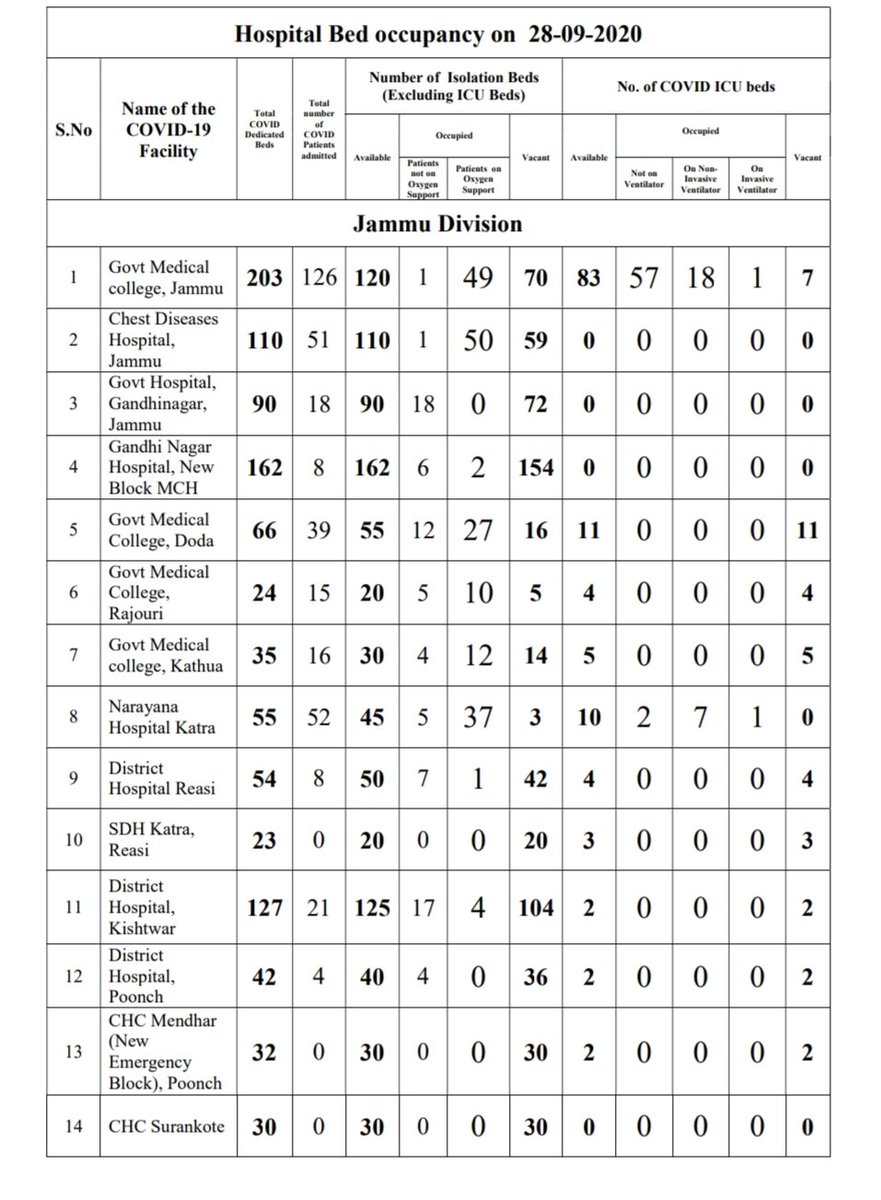 Hospital Bed occupancy on 28-09-2020
S.No
Name of the
COVID-19
Facility
Total
COVID
Dedicated
Beds
Total
number
of
COVID
Patients
admitted
Number of Isolation Beds
(Excluding ICU Beds)
No. of COVID ICU beds
Available
Occupied
Patients
not on
Oxygen
Support
Patients on
Oxygen
Support
Vacant
Available
Occupied
Not on
Ventilator
On Non-
Invasive
Ventilator
On
Invasive
Ventilator
Vacant
Jammu Division
1 Govt Medical
college, Jammu 203 126 120 1 49 70 83 57 18 1 7
2 Chest Diseases
Hospital,
Jammu 110 51 110 1 50 59 0 0 0 0 0
3 Govt Hospital,
Gandhinagar,
Jammu 90 18 90 18 0 72 0 0 0 0 0
4 Gandhi Nagar
Hospital, New
Block MCH 162 8 162 6 2 154 0 0 0 0 0
5 Govt Medical
College, Doda 66 39 55 12 27 16 11 0 0 0 11
6 Govt Medical
College,
Rajouri 24 15 20 5 10 5 4 0 0 0 4
7 Govt Medical
college, Kathua 35 16 30 4 12 14 5 0 0 0 5
8 Narayana
Hospital Katra 55 52 45 5 37 3 10 2 7 1 0
9 District
Hospital Reasi 54 8 50 7 1 42 4 0 0 0 4
10 SDH Katra,
Reasi 23 0 20 0 0 20 3 0 0 0 3
11 District
Hospital,
Kishtwar 127 21 125 17 4 104 2 0 0 0 2
12 District
Hospital,
Poonch 42 4 40 4 0 36 2 0 0 0 2
13 CHC Mendhar
(New
Emergency
Block), Poonch 32 0 30 0 0 30 2 0 0 0 2
14 CHC Surankote 30 0 30 0 0 30 0 0 0 0 0